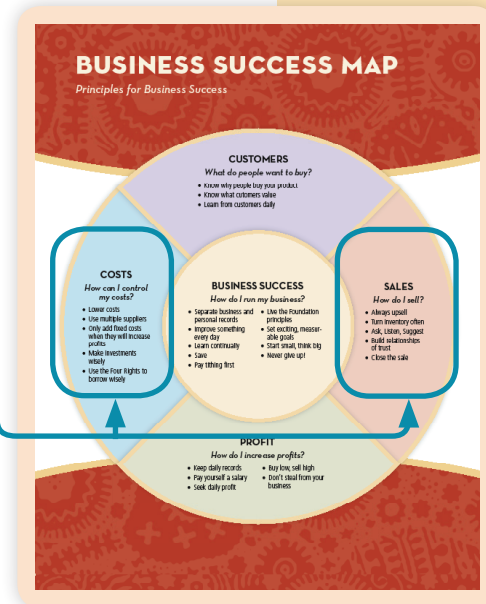 BUSINESS SUCCESS MAP
Principles for Business Success
CUSTOMERS
What do people want to buy?
• Know why people buy your product
• Know what cutomers value
• Learn from customers daily
COSTS
How can I control
my costs?
• Lower costs
• Use multiple suppliers
• Only add fixed costs
when they will increase
profits
• Make investments
wisely
• Use the Four Rights to
borrow wisely
BUSINESS SUCCESS
How do I run my business?
• Separate business and
personal records
• Improve something
every day
• Learn continually
• Save
• Pay tithing first
• Live the Foundation
principles
• Set exciting, measur-
able goals
• Start small, think big
• Never give up!
SALES
How do I sell?
• Always upsell
• Turn inventory often
• Ask, Listen, Suggest
• Build relationships
of trust
• Close the sale
PROFIT
How do I increase profits?
• Keep daily records
• Pay yourself a salary
• Seek daily profit
• Buy low, sell high
• Don't steal from your
business